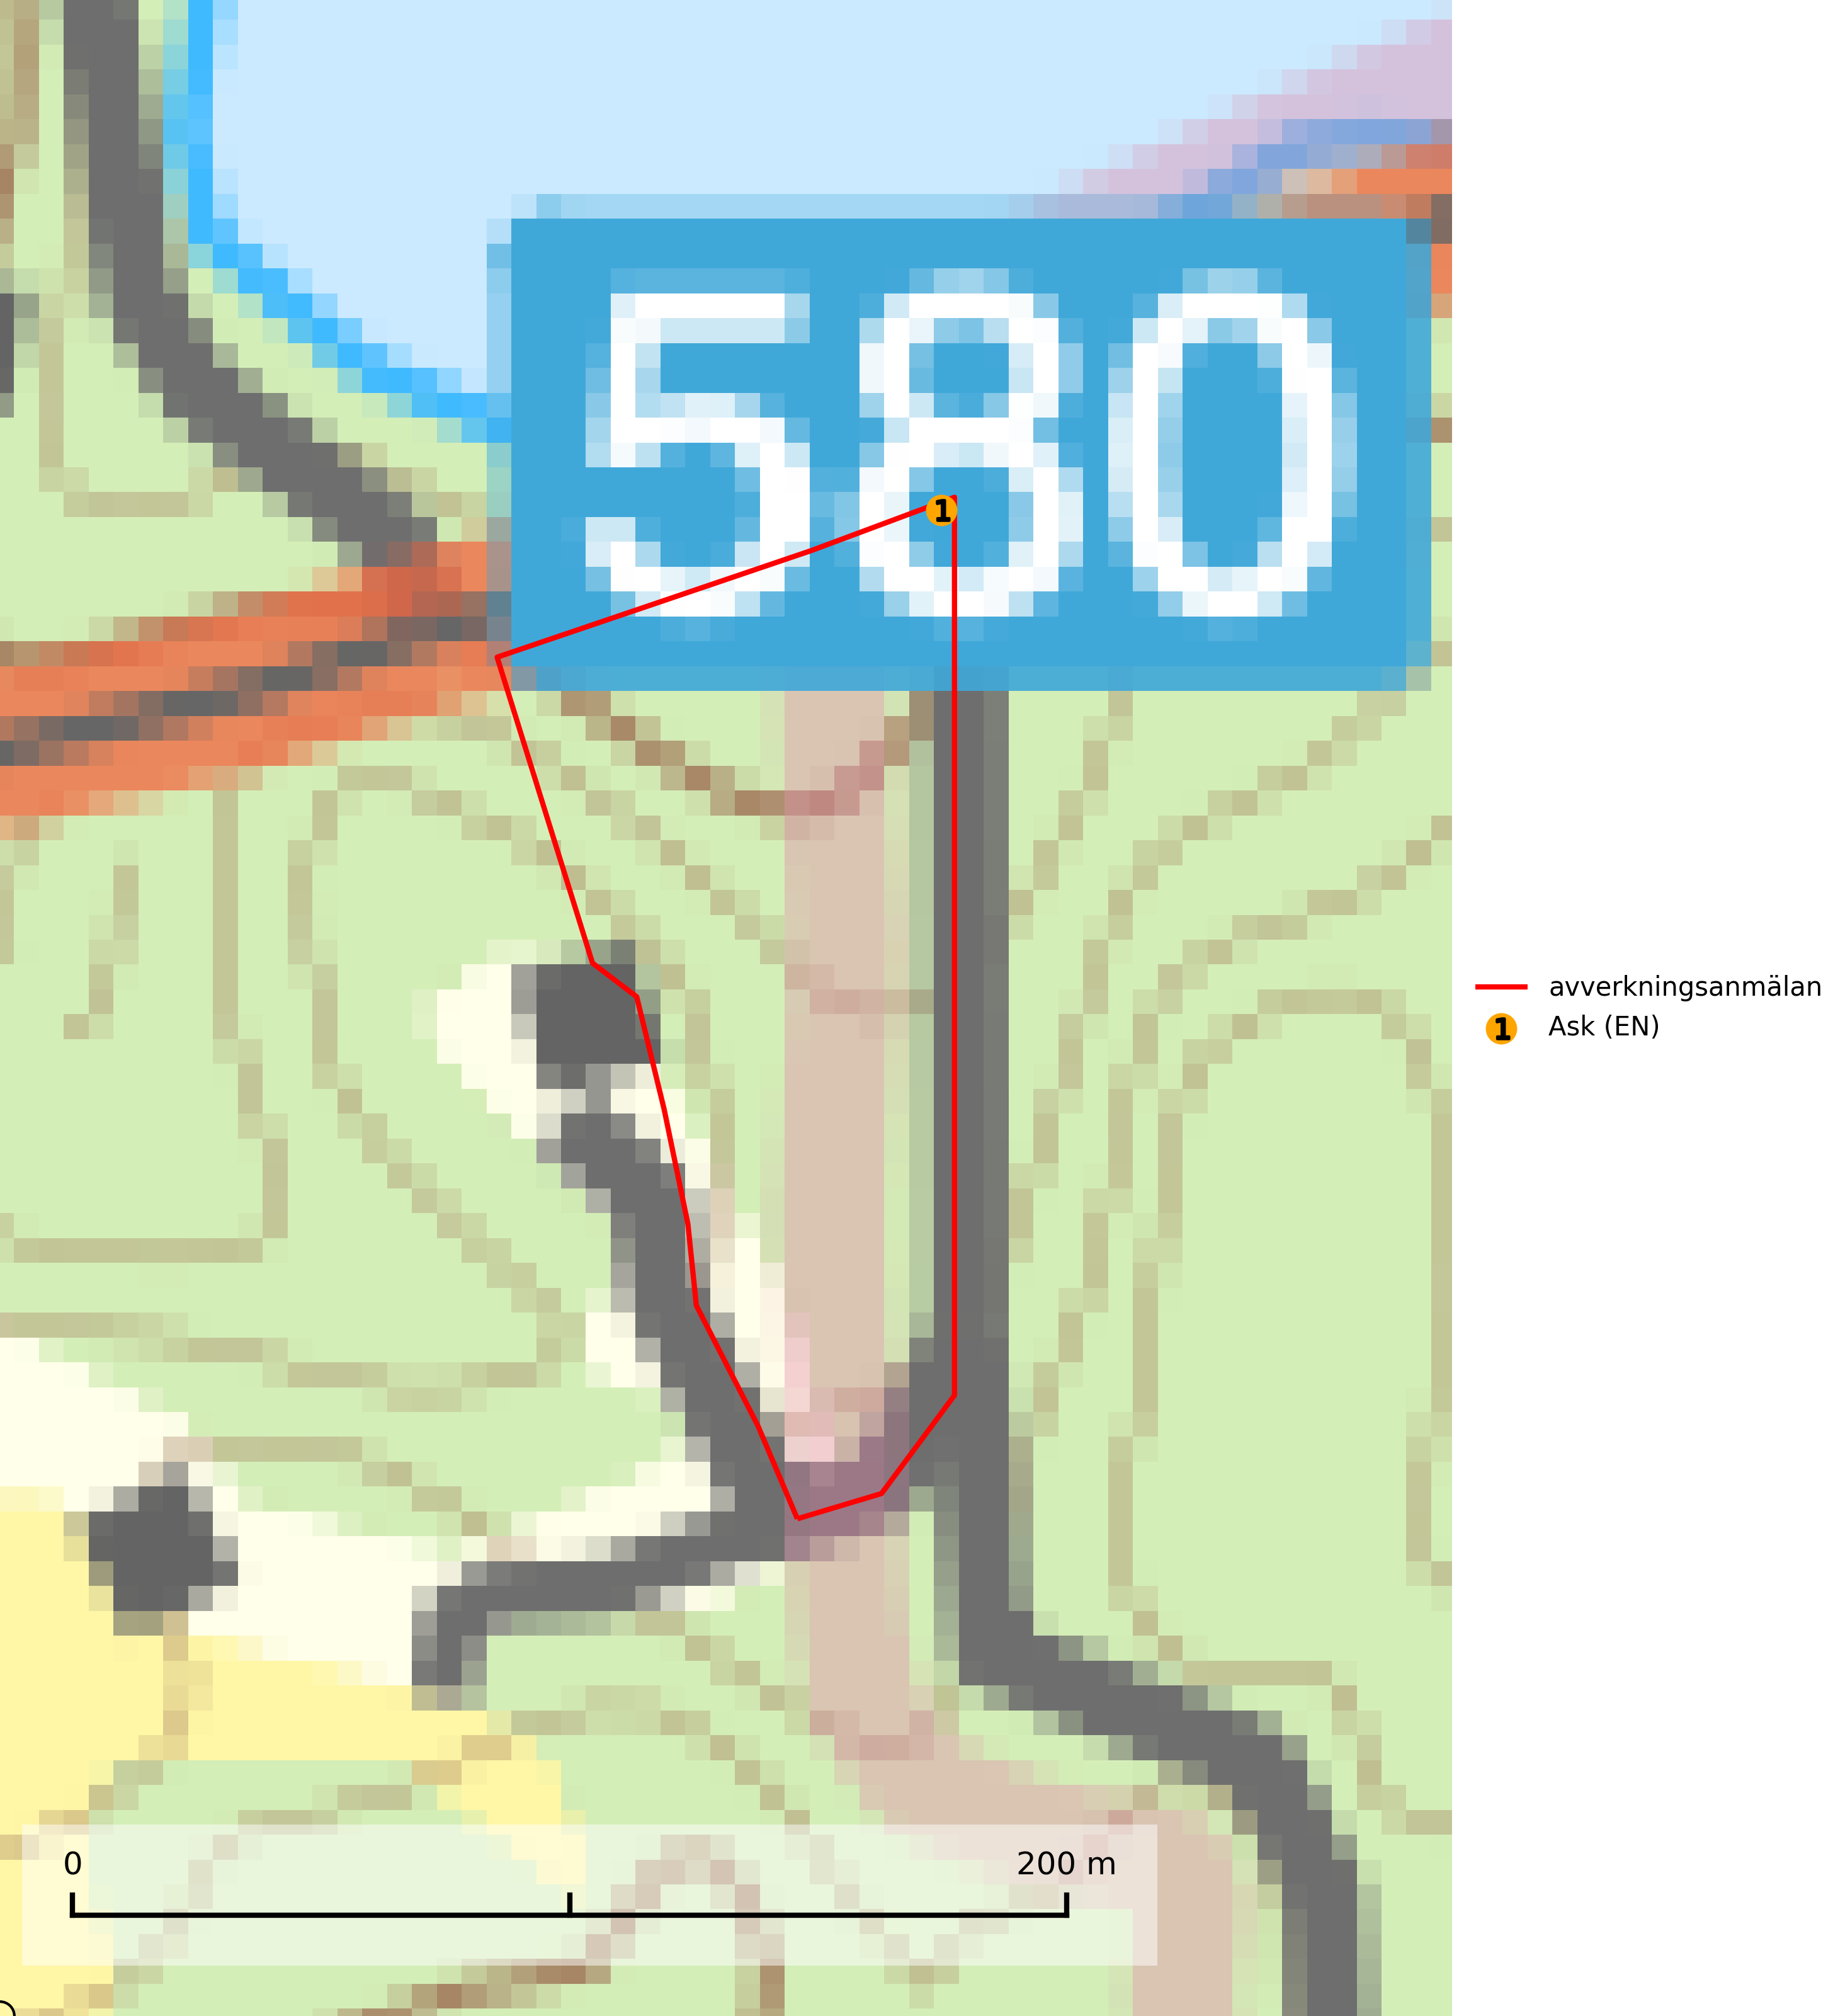 580
1
avverkningsanmälan
1 Ask (EN)
0 200 m